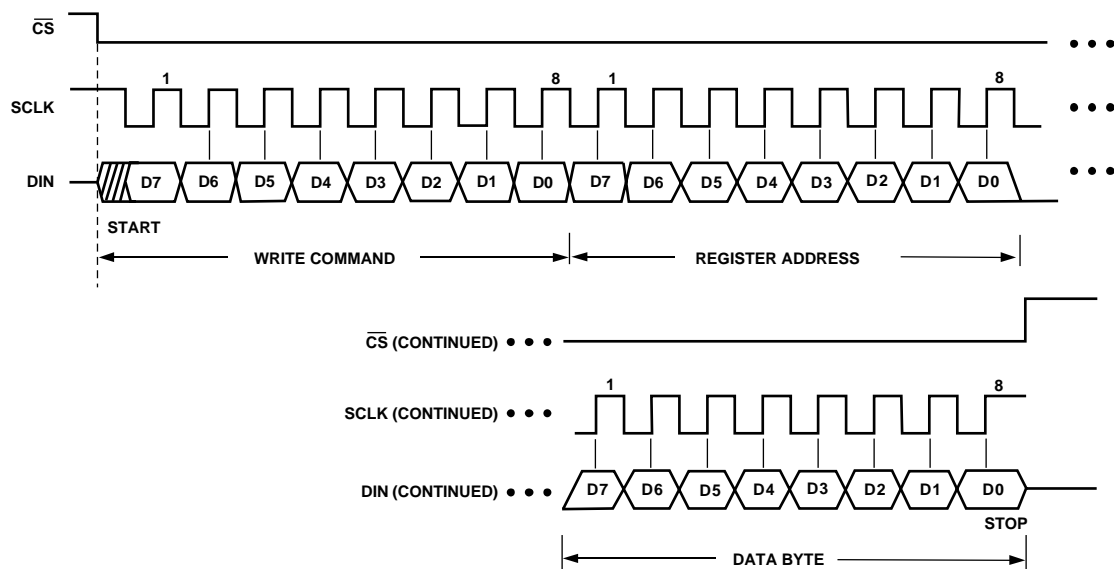 CS
1 8 1 8
SCLK
DIN D7 D6 D5 D4 D3 D2 D1 D0 D7 D6 D5 D4 D3 D2 D1 D0
START
WRITE COMMAND REGISTER ADDRESS
CS (CONTINUED)
1 8
SCLK (CONTINUED)
DIN (CONTINUED) D7 D6 D5 D4 D3 D2 D1 D0
STOP
DATA BYTE